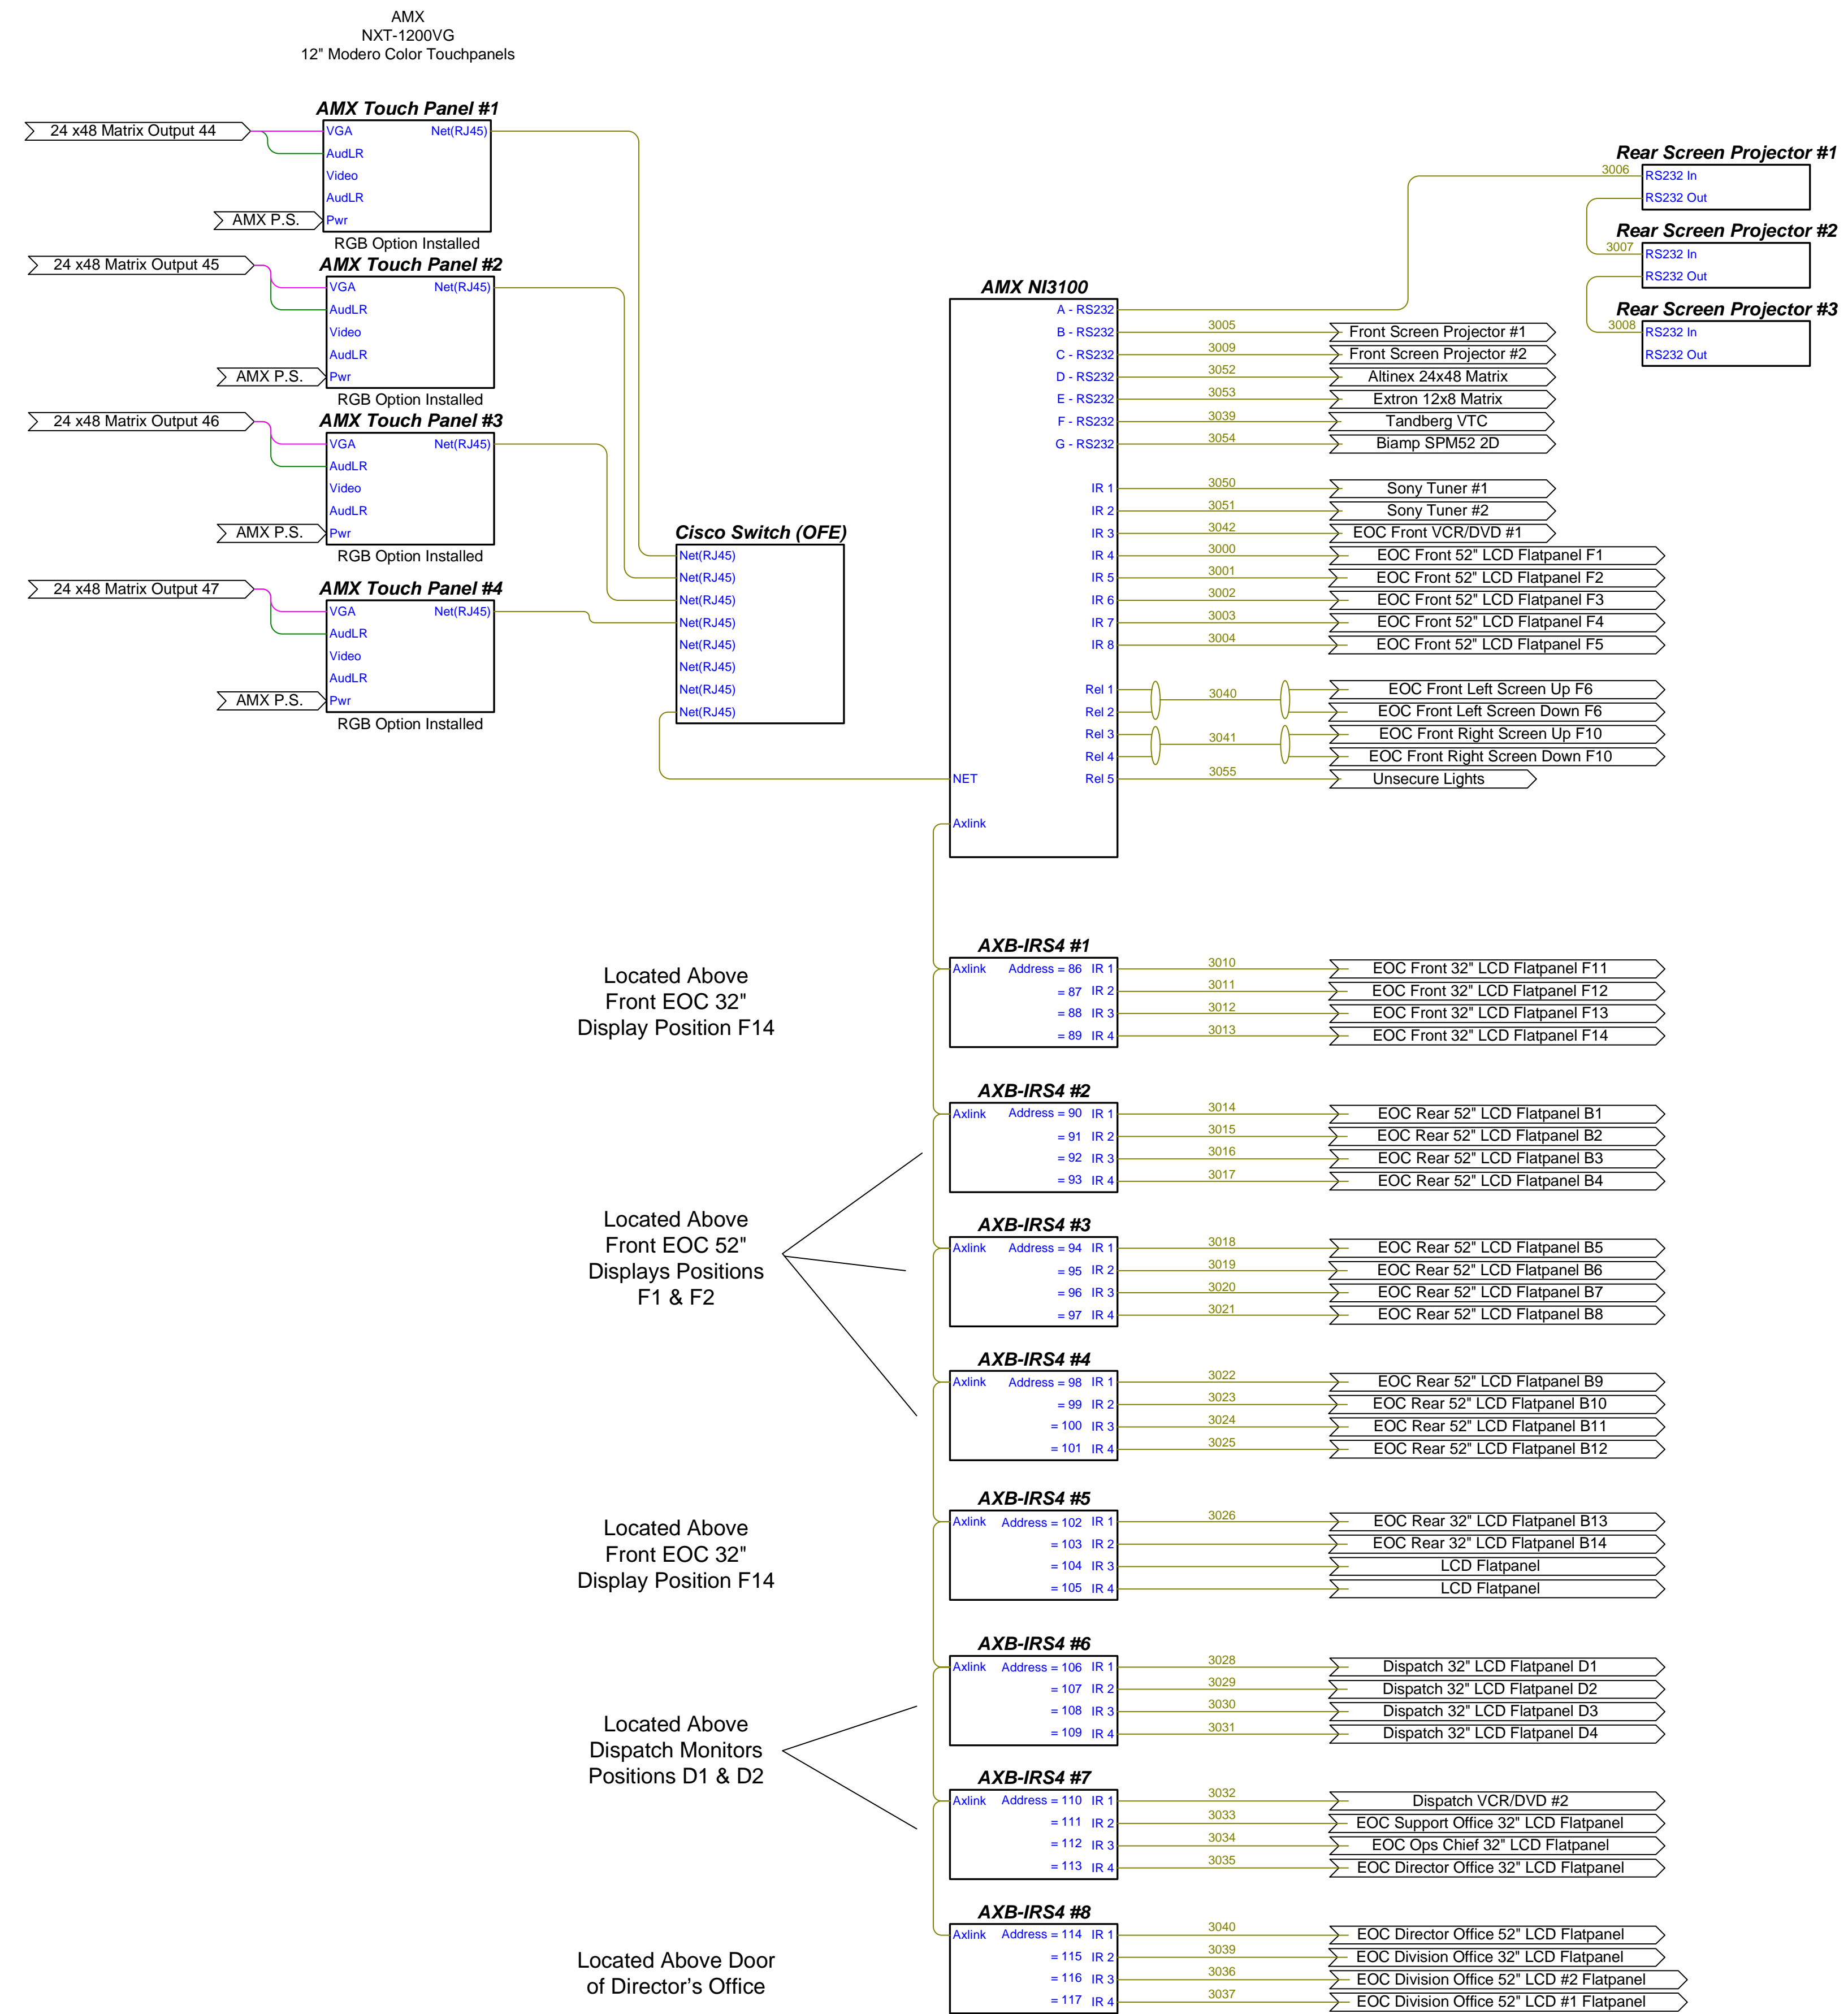 AMX
NXT-1200VG
12" Modero Color Touchpanels
AMX Touch Panel #1
24 x48 Matrix Output 44
VGA Net(RJ45)
AudLR
Video
AudLR
AMX P.S. Pwr
RGB Option Installed
24 x48 Matrix Output 45
AMX Touch Panel #2
VGA Net(RJ45)
AudLR
Video
AudLR
AMX P.S. Pwr
RGB Option Installed
24 x48 Matrix Output 46
AMX Touch Panel #3
VGA Net(RJ45)
AudLR
Video
AudLR
AMX P.S. Pwr
RGB Option Installed
24 x48 Matrix Output 47
AMX Touch Panel #4
VGA Net(RJ45)
AudLR
Video
AudLR
AMX P.S. Pwr
RGB Option Installed
Cisco Switch (OFE)
Net(RJ45)
Net(RJ45)
Net(RJ45)
Net(RJ45)
Net(RJ45)
Net(RJ45)
Net(RJ45)
Net(RJ45)
Rear Screen Projector #1
3006 RS232 In
RS232 Out
Rear Screen Projector #2
3007 RS232 In
RS232 Out
Rear Screen Projector #3
3008 RS232 In
RS232 Out
AMX NI3100
A - RS232
B - RS232 3005 Front Screen Projector #1
C - RS232 3009 Front Screen Projector #2
D - RS232 3052 Altinex 24x48 Matrix
E - RS232 3053 Extron 12x8 Matrix
F - RS232 3039 Tandberg VTC
G - RS232 3054 Biamp SPM52 2D
IR 1 3050 Sony Tuner #1
IR 2 3051 Sony Tuner #2
IR 3 3042 EOC Front VCR/DVD #1
IR 4 3000 EOC Front 52" LCD Flatpanel F1
IR 5 3001 EOC Front 52" LCD Flatpanel F2
IR 6 3002 EOC Front 52" LCD Flatpanel F3
IR 7 3003 EOC Front 52" LCD Flatpanel F4
IR 8 3004 EOC Front 52" LCD Flatpanel F5
Rel 1 3040 EOC Front Left Screen Up F6
Rel 2 EOC Front Left Screen Down F6
Rel 3 3041 EOC Front Right Screen Up F10
Rel 4 EOC Front Right Screen Down F10
NET Rel 5 3055 Unsecure Lights
Axlink
Located Above
Front EOC 32"
Display Position F14
AXB-IRS4 #1
Axlink Address = 86 IR 1 3010 EOC Front 32" LCD Flatpanel F11
= 87 IR 2 3011 EOC Front 32" LCD Flatpanel F12
= 88 IR 3 3012 EOC Front 32" LCD Flatpanel F13
= 89 IR 4 3013 EOC Front 32" LCD Flatpanel F14
AXB-IRS4 #2
Axlink Address = 90 IR 1 3014 EOC Rear 52" LCD Flatpanel B1
= 91 IR 2 3015 EOC Rear 52" LCD Flatpanel B2
= 92 IR 3 3016 EOC Rear 52" LCD Flatpanel B3
= 93 IR 4 3017 EOC Rear 52" LCD Flatpanel B4
Located Above
Front EOC 52"
Displays Positions
F1 & F2
AXB-IRS4 #3
Axlink Address = 94 IR 1 3018 EOC Rear 52" LCD Flatpanel B5
= 95 IR 2 3019 EOC Rear 52" LCD Flatpanel B6
= 96 IR 3 3020 EOC Rear 52" LCD Flatpanel B7
= 97 IR 4 3021 EOC Rear 52" LCD Flatpanel B8
AXB-IRS4 #4
Axlink Address = 98 IR 1 3022 EOC Rear 52" LCD Flatpanel B9
= 99 IR 2 3023 EOC Rear 52" LCD Flatpanel B10
= 100 IR 3 3024 EOC Rear 52" LCD Flatpanel B11
= 101 IR 4 3025 EOC Rear 52" LCD Flatpanel B12
Located Above
Front EOC 32"
Display Position F14
AXB-IRS4 #5
Axlink Address = 102 IR 1 3026 EOC Rear 32" LCD Flatpanel B13
= 103 IR 2 EOC Rear 32" LCD Flatpanel B14
= 104 IR 3 LCD Flatpanel
= 105 IR 4 LCD Flatpanel
AXB-IRS4 #6
Axlink Address = 106 IR 1 3028 Dispatch 32" LCD Flatpanel D1
= 107 IR 2 3029 Dispatch 32" LCD Flatpanel D2
= 108 IR 3 3030 Dispatch 32" LCD Flatpanel D3
= 109 IR 4 3031 Dispatch 32" LCD Flatpanel D4
Located Above
Dispatch Monitors
Positions D1 & D2
AXB-IRS4 #7
Axlink Address = 110 IR 1 3032 Dispatch VCR/DVD #2
= 111 IR 2 3033 EOC Support Office 32" LCD Flatpanel
= 112 IR 3 3034 EOC Ops Chief 32" LCD Flatpanel
= 113 IR 4 3035 EOC Director Office 32" LCD Flatpanel
Located Above Door
of Director’s Office
AXB-IRS4 #8
Axlink Address = 114 IR 1 3040 EOC Director Office 52" LCD Flatpanel
= 115 IR 2 3039 EOC Division Office 32" LCD Flatpanel
= 116 IR 3 3036 EOC Division Office 52" LCD #2 Flatpanel
= 117 IR 4 3037 EOC Division Office 52" LCD #1 Flatpanel